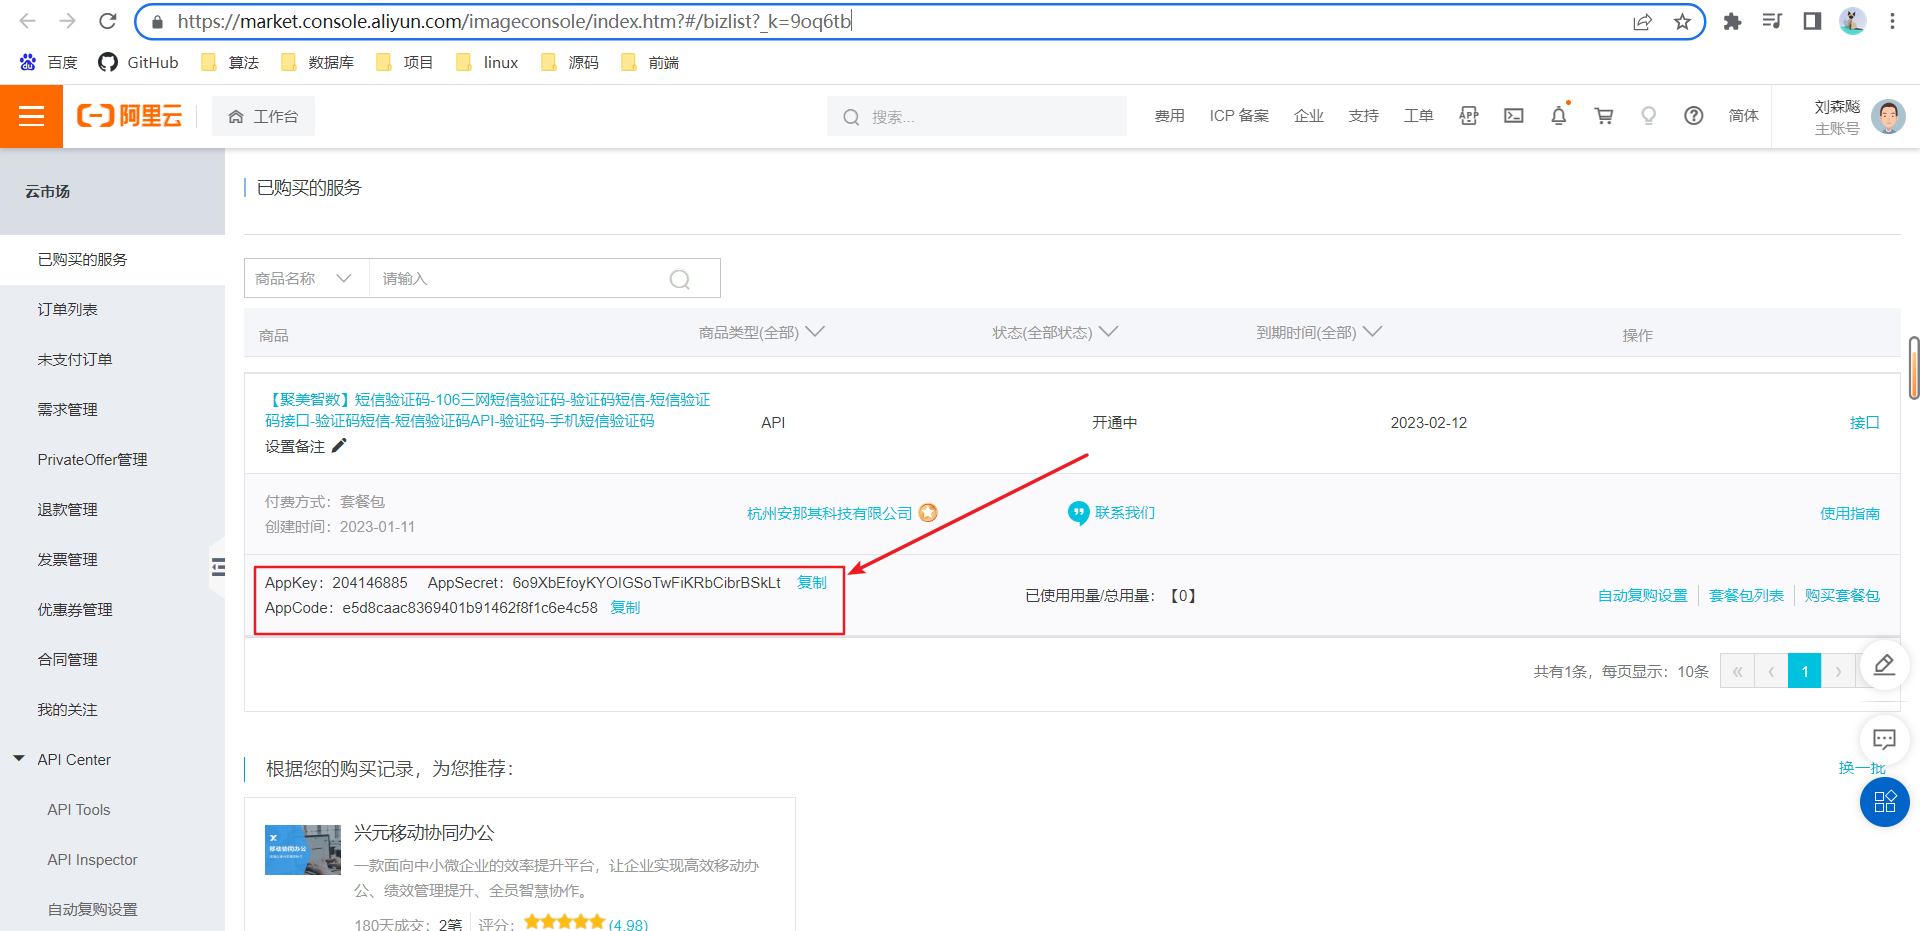 https://market.console.aliyun.com/imageconsole/index.htm?#/bizlist?_k=9oq6tb
百度 GitHub 算法 数据库 项目 linux 源码 前端
阿里云 工作台 搜索... 费用 ICP 备案 企业 支持 工单 APP 简体 刘森飚
主账号
云市场
已购买的服务
订单列表
未支付订单
需求管理
PrivateOffer管理
退款管理
发票管理
优惠券管理
合同管理
我的关注
API Center
API Tools
API Inspector
自动复购设置
已购买的服务
商品名称 请输入
商品 商品类型(全部) 状态(全部状态) 到期时间(全部) 操作
【聚美智数】短信验证码-106三网短信验证码-验证码短信-短信验证
码接口-验证码短信-短信验证码API-验证码-手机短信验证码
设置备注
API 开通中 2023-02-12 接口
付费方式：套餐包
创建时间：2023-01-11
杭州安那其科技有限公司 联系我们 使用指南
AppKey：204146885 AppSecret：6o9XbEfoyKYOIGSoTwFiKRbCibrBSkLt 复制
AppCode：e5d8caac8369401b91462f8f1c6e4c58 复制
已使用用量/总用量：【0】 自动复购设置 套餐包列表 购买套餐包
共有1条，每页显示：10条 « ‹ 1 ›
根据您的购买记录，为您推荐：
换一批
移动协同办公
兴元移动协同办公
一款面向中小微企业的效率提升平台，让企业实现高效移动办
公、绩效管理提升、全员智慧协作。
180天成交：2笔 评分： (4.98)